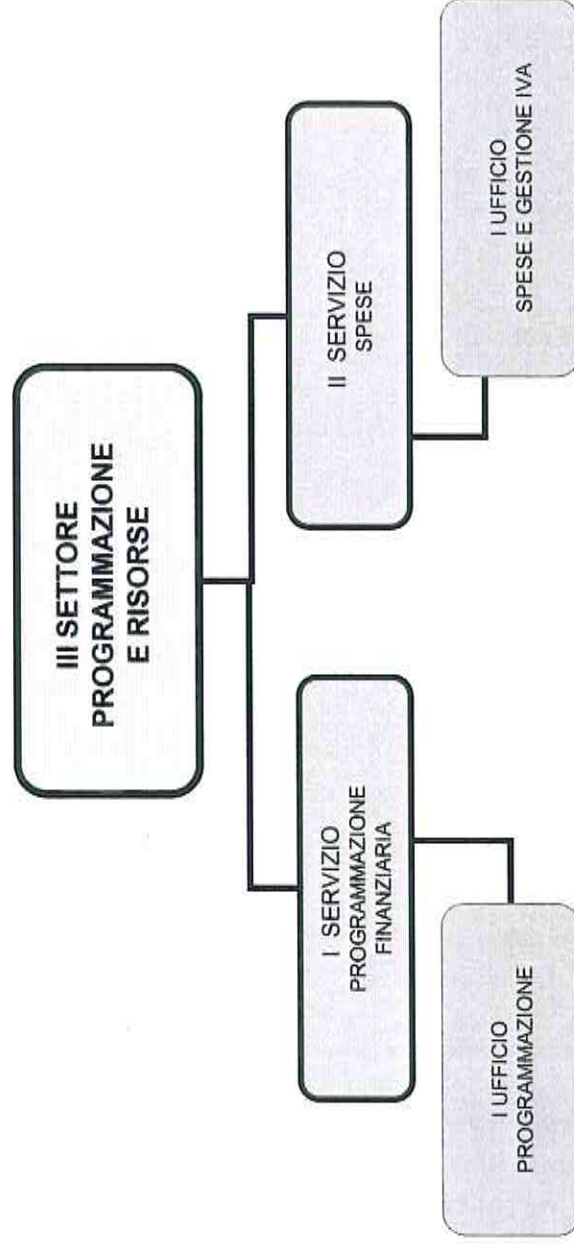 III SETTORE
PROGRAMMAZIONE
E RISORSE
I SERVIZIO
PROGRAMMAZIONE
FINANZIARIA
II SERVIZIO
SPESE
I UFFICIO
PROGRAMMAZIONE
I UFFICIO
SPESE E GESTIONE IVA